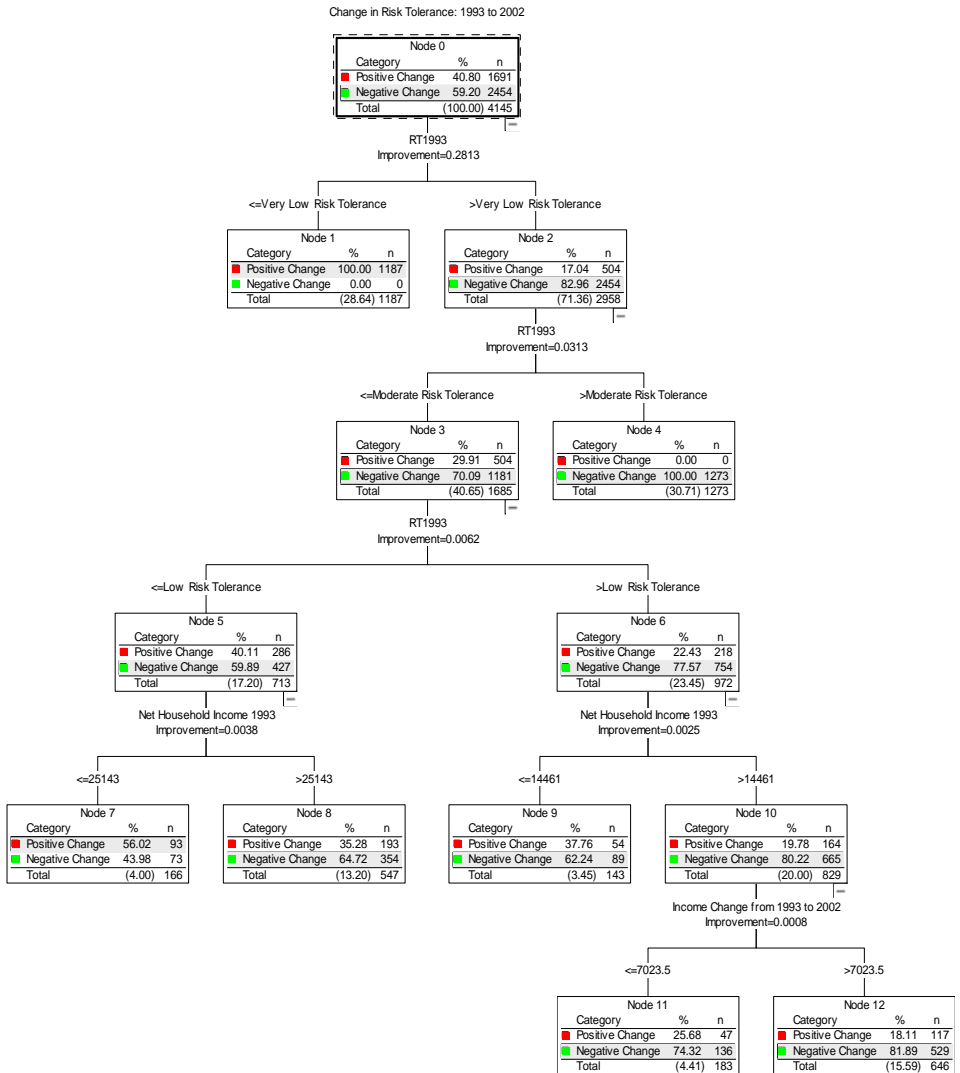 Change in Risk Tolerance: 1993 to 2002
Node 0
Category % n
Positive Change 40.80 1691
Negative Change 59.20 2454
Total (100.00) 4145
RT1993
Improvement=0.2813
<=Very Low Risk Tolerance >Very Low Risk Tolerance
Node 1
Category % n
Positive Change 100.00 1187
Negative Change 0.00 0
Total (28.64) 1187
Node 2
Category % n
Positive Change 17.04 504
Negative Change 82.96 2454
Total (71.36) 2958
RT1993
Improvement=0.0313
<=Moderate Risk Tolerance >Moderate Risk Tolerance
Node 3
Category % n
Positive Change 29.91 504
Negative Change 70.09 1181
Total (40.65) 1685
Node 4
Category % n
Positive Change 0.00 0
Negative Change 100.00 1273
Total (30.71) 1273
RT1993
Improvement=0.0062
<=Low Risk Tolerance >Low Risk Tolerance
Node 5
Category % n
Positive Change 40.11 286
Negative Change 59.89 427
Total (17.20) 713
Node 6
Category % n
Positive Change 22.43 218
Negative Change 77.57 754
Total (23.45) 972
Net Household Income 1993
Improvement=0.0038
Net Household Income 1993
Improvement=0.0025
<=25143 >25143 <=14461 >14461
Node 7
Category % n
Positive Change 56.02 93
Negative Change 43.98 73
Total (4.00) 166
Node 8
Category % n
Positive Change 35.28 193
Negative Change 64.72 354
Total (13.20) 547
Node 9
Category % n
Positive Change 37.76 54
Negative Change 62.24 89
Total (3.45) 143
Node 10
Category % n
Positive Change 19.78 164
Negative Change 80.22 665
Total (20.00) 829
Income Change from 1993 to 2002
Improvement=0.0008
<=7023.5 >7023.5
Node 11
Category % n
Positive Change 25.68 47
Negative Change 74.32 136
Total (4.41) 183
Node 12
Category % n
Positive Change 18.11 117
Negative Change 81.89 529
Total (15.59) 646